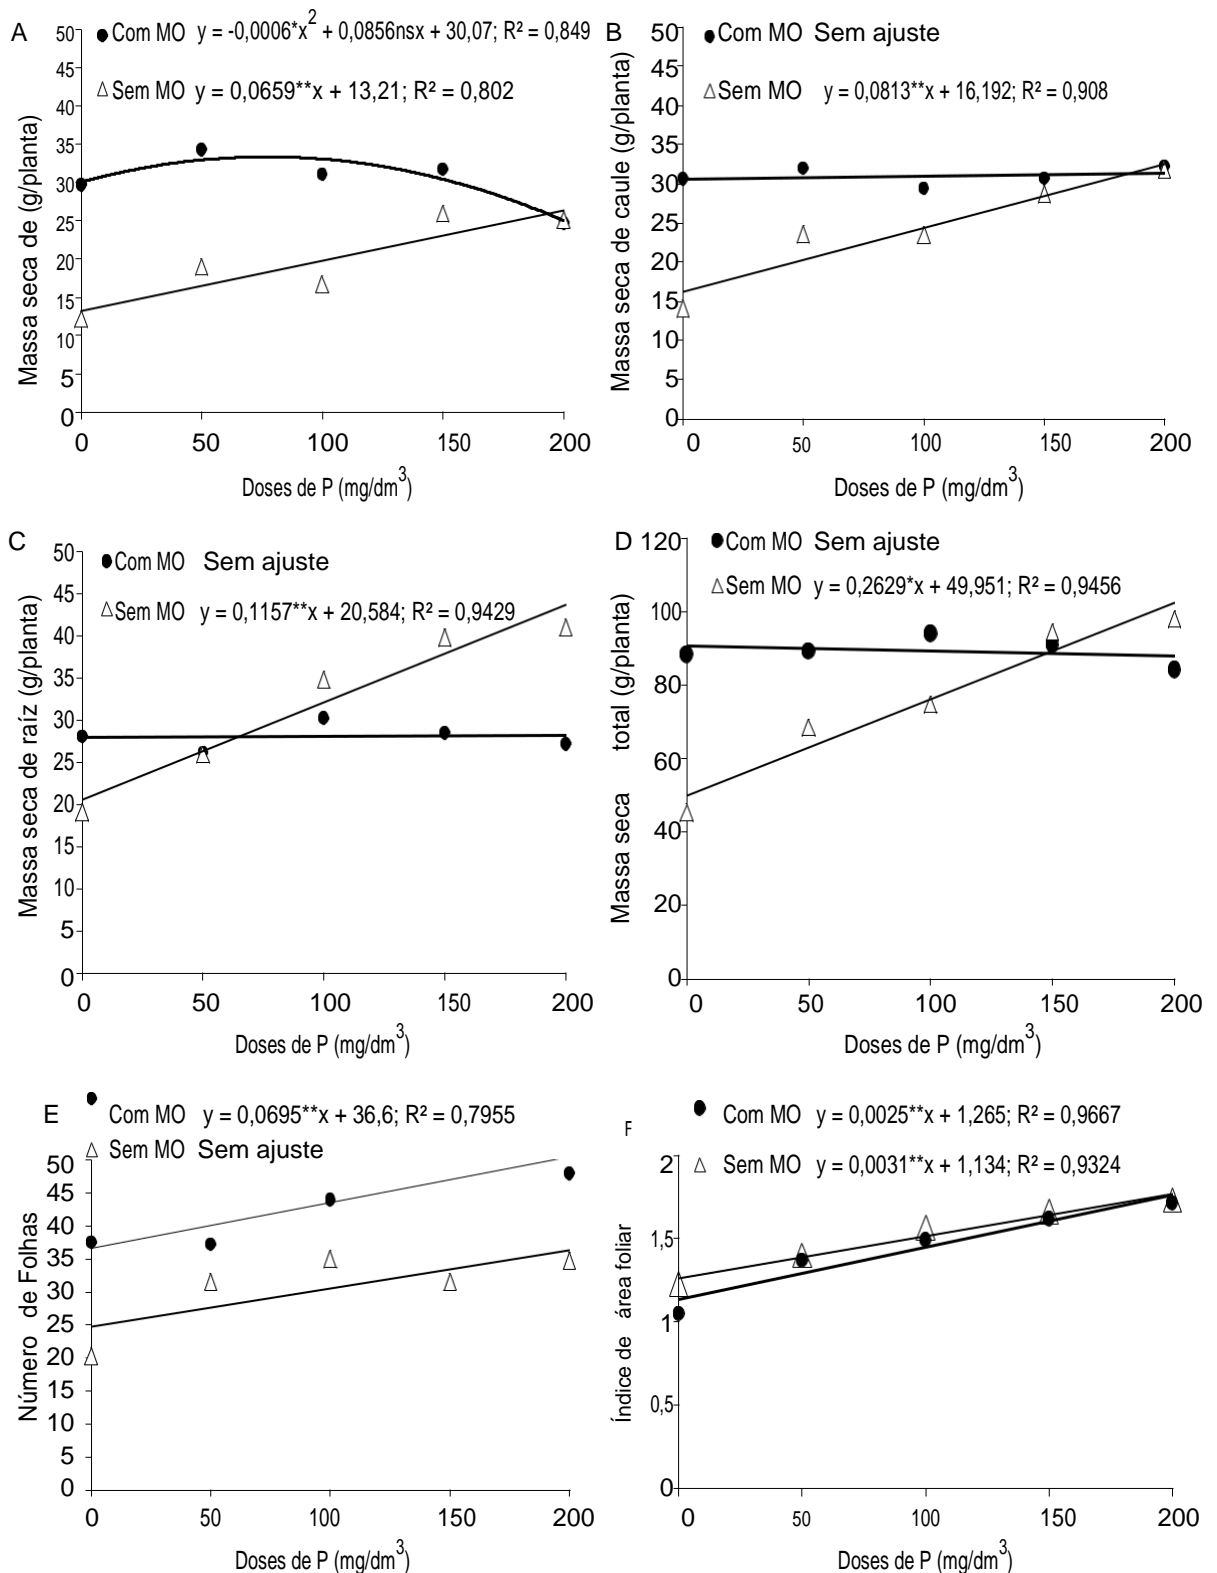 A
Com MO y = -0,0006*x² + 0,0856nsx + 30,07; R² = 0,849
Sem MO y = 0,0659**x + 13,21; R² = 0,802
Massa seca de (g/planta)
50
45
40
35
30
25
20
15
10
5
0
0 50 100 150 200
Doses de P (mg/dm³)
B
Com MO Sem ajuste
Sem MO y = 0,0813**x + 16,192; R² = 0,908
Massa seca de caule (g/planta)
50
45
40
35
30
25
20
15
10
5
0
0 50 100 150 200
Doses de P (mg/dm³)
C
Com MO Sem ajuste
Sem MO y = 0,1157**x + 20,584; R² = 0,9429
Massa seca de raíz (g/planta)
50
45
40
35
30
25
20
15
10
5
0
0 50 100 150 200
Doses de P (mg/dm³)
D
Com MO Sem ajuste
Sem MO y = 0,2629*x + 49,951; R² = 0,9456
Massa seca total (g/planta)
120
100
80
60
40
20
0
0 50 100 150 200
Doses de P (mg/dm³)
E
Com MO y = 0,0695**x + 36,6; R² = 0,7955
Sem MO Sem ajuste
Número de Folhas
50
45
40
35
30
25
20
15
10
5
0
0 50 100 150 200
Doses de P (mg/dm³)
F
Com MO y = 0,0025**x + 1,265; R² = 0,9667
Sem MO y = 0,0031**x + 1,134; R² = 0,9324
Índice de área foliar
2
1,5
1
0,5
0
0 50 100 150 200
Doses de P (mg/dm³)